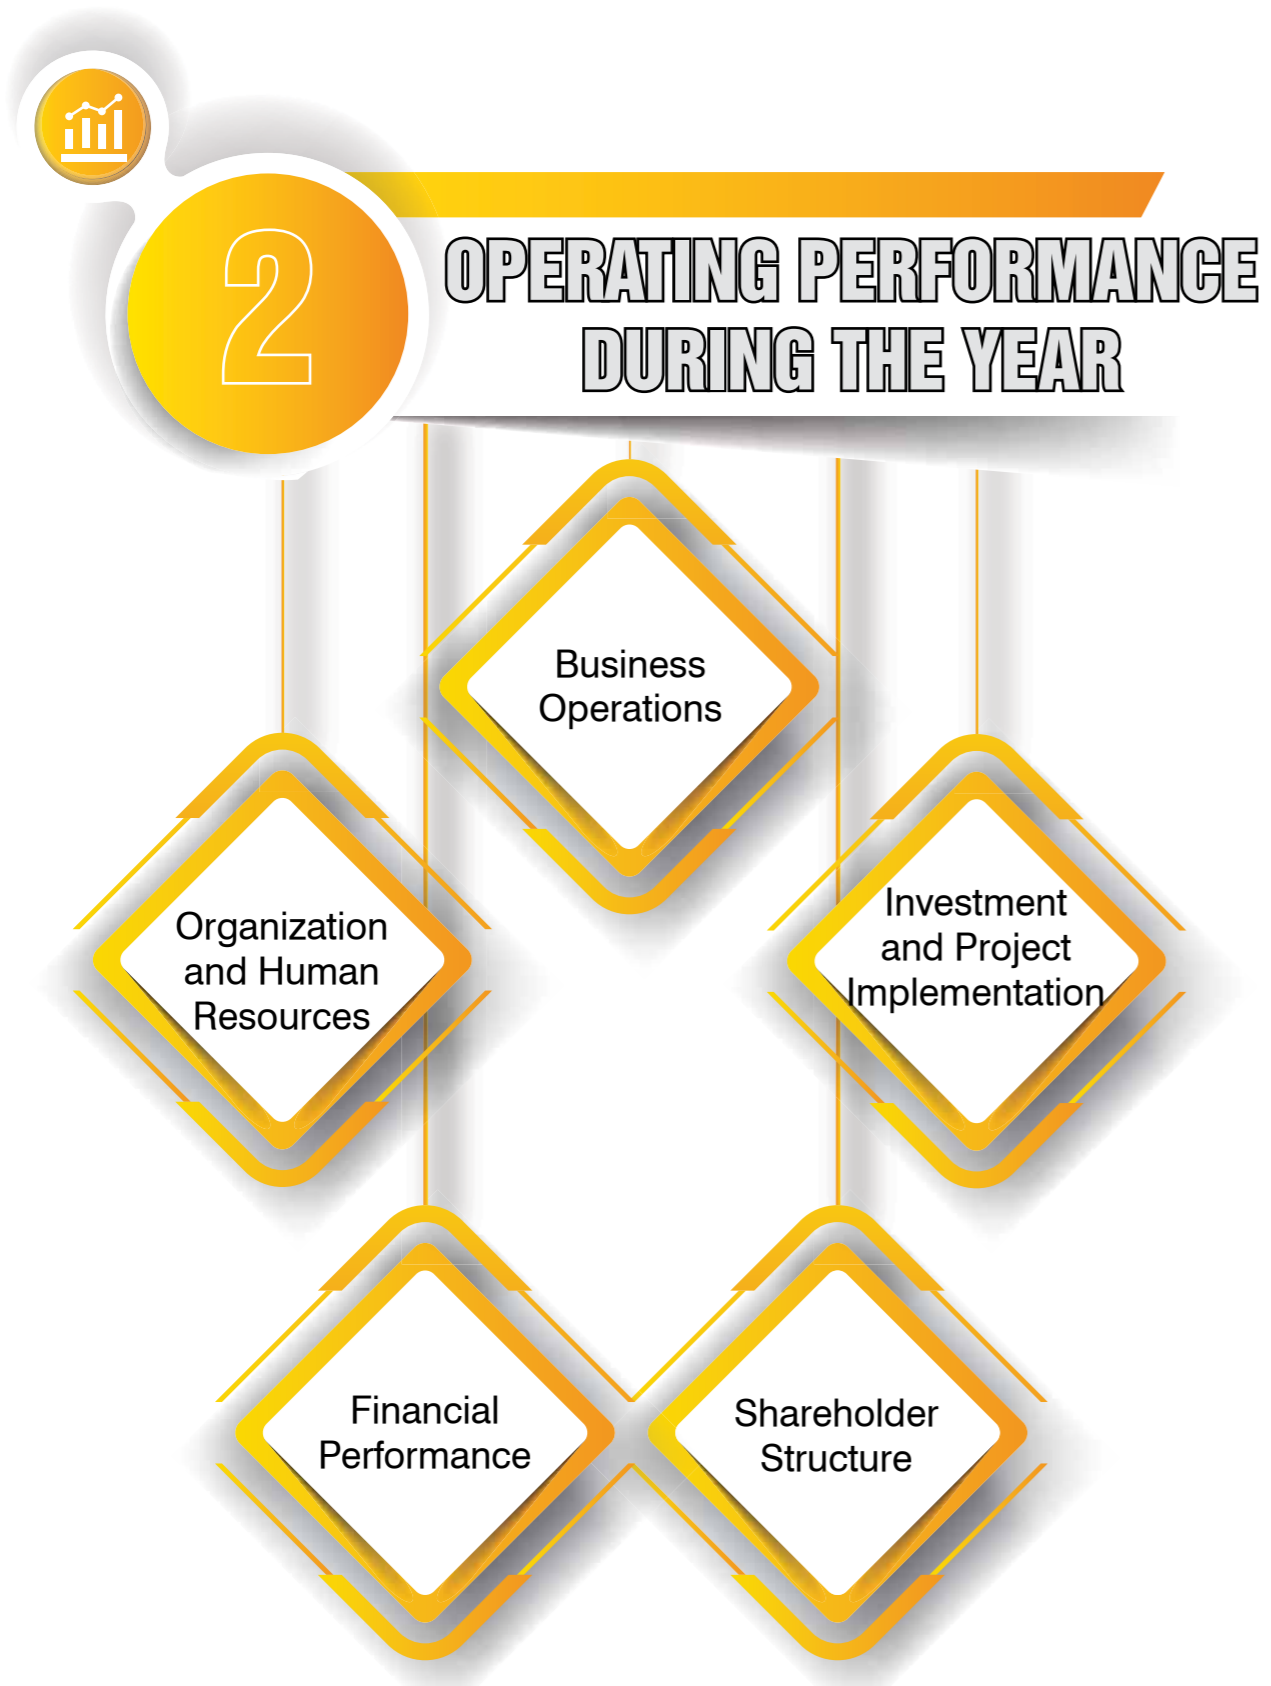 2
OPERATING PERFORMANCE
DURING THE YEAR
Business
Operations
Organization
and Human
Resources
Investment
and Project
Implementation
Financial
Performance
Shareholder
Structure